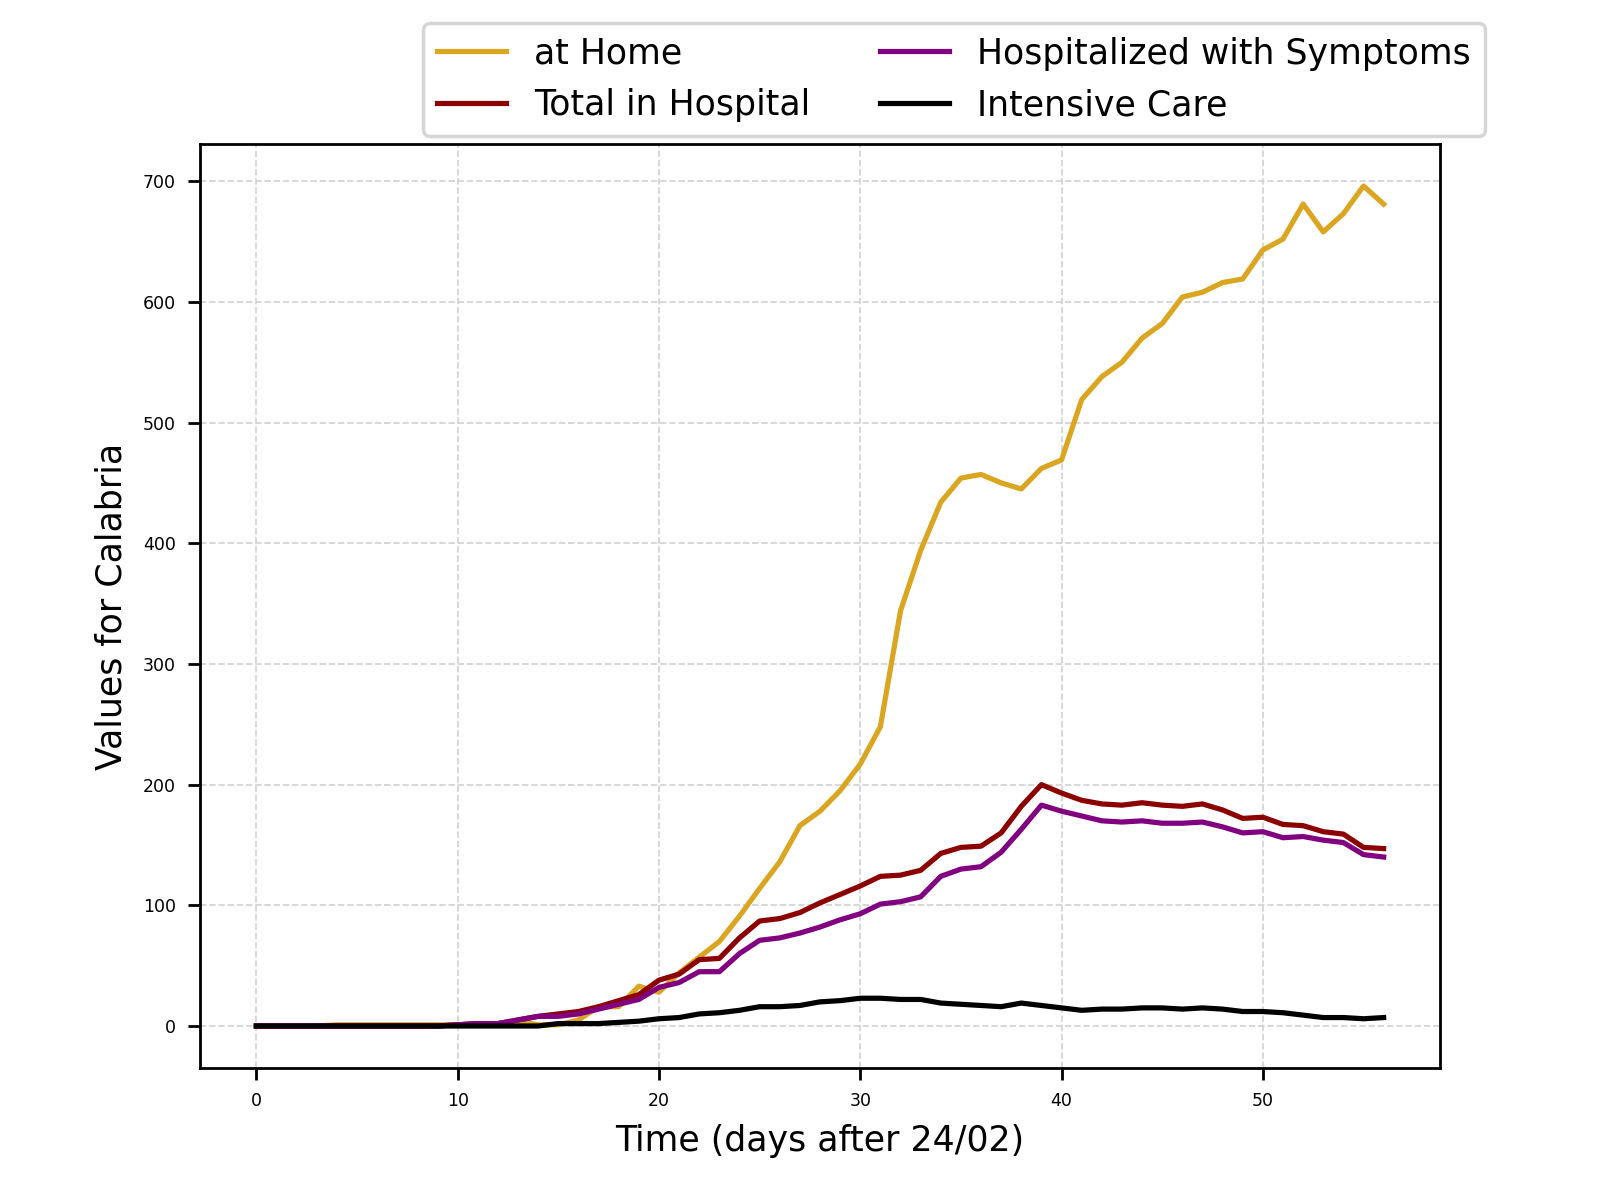 at Home
Total in Hospital
Hospitalized with Symptoms
Intensive Care
700
600
500
400
300
200
100
0
Values for Calabria
0 10 20 30 40 50
Time (days after 24/02)